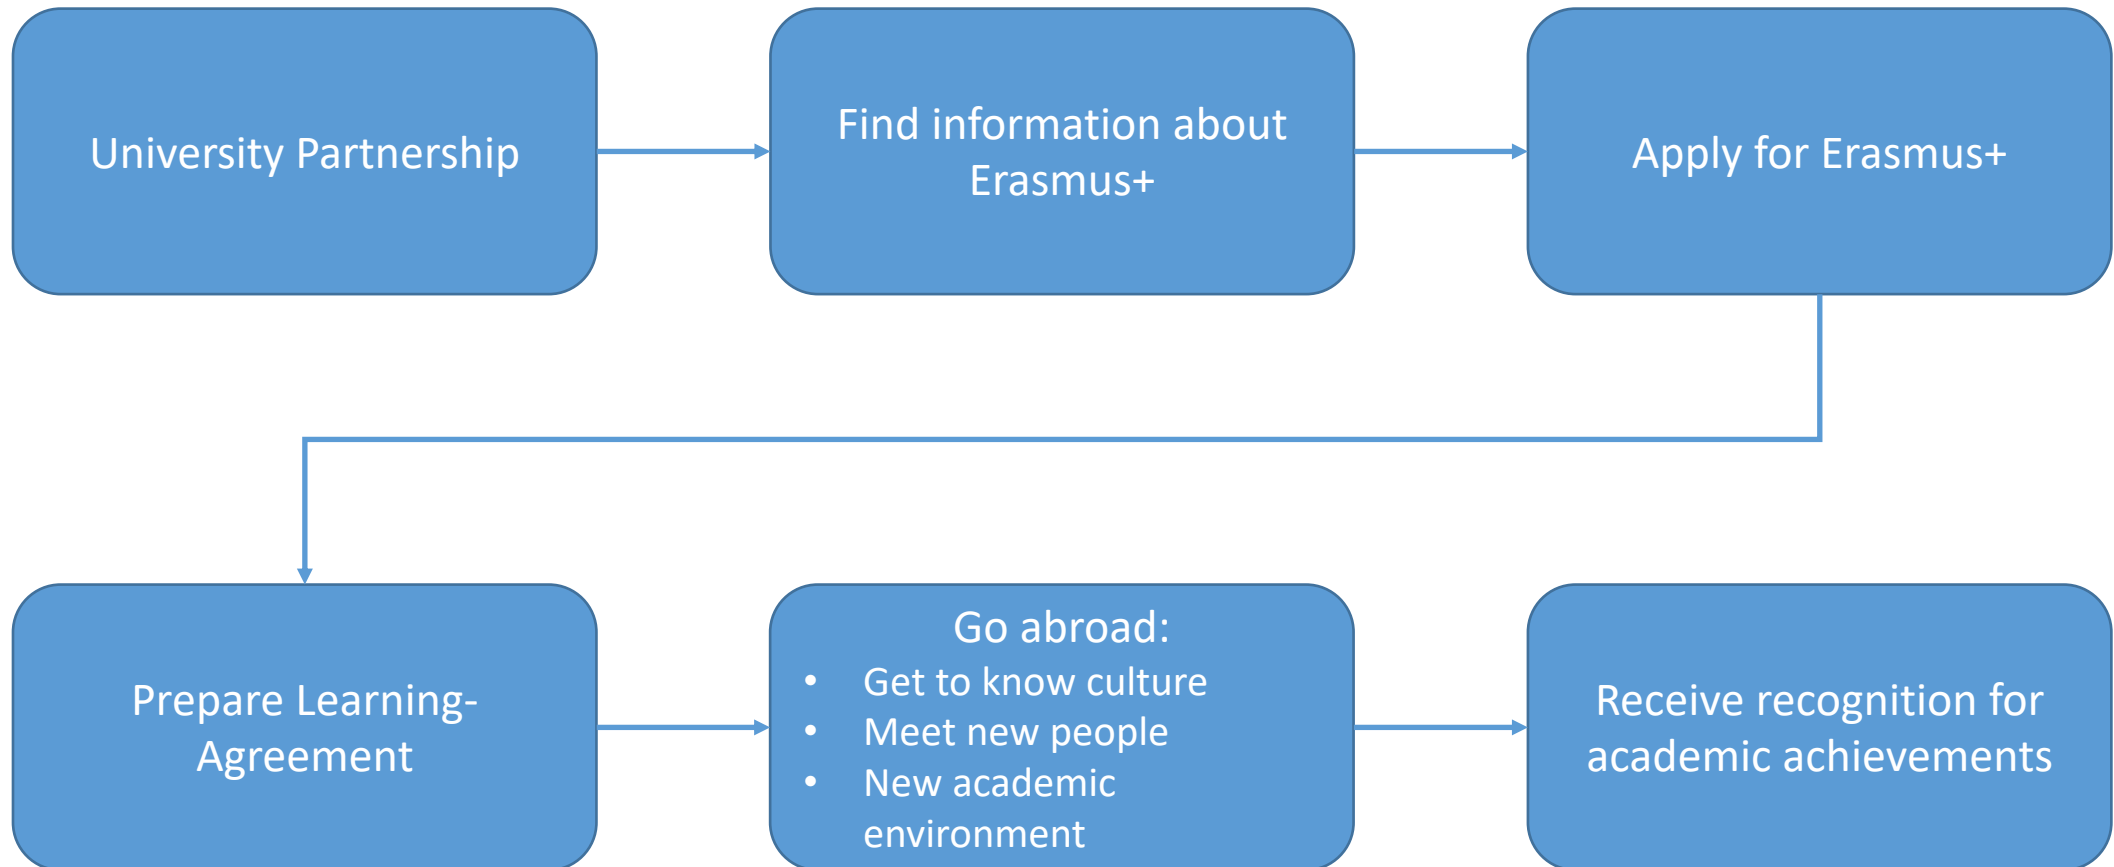 University Partnership
Find information about
Erasmus+
Apply for Erasmus+
Prepare Learning-
Agreement
Go abroad:
• Get to know culture
• Meet new people
• New academic
environment
Receive recognition for
academic achievements